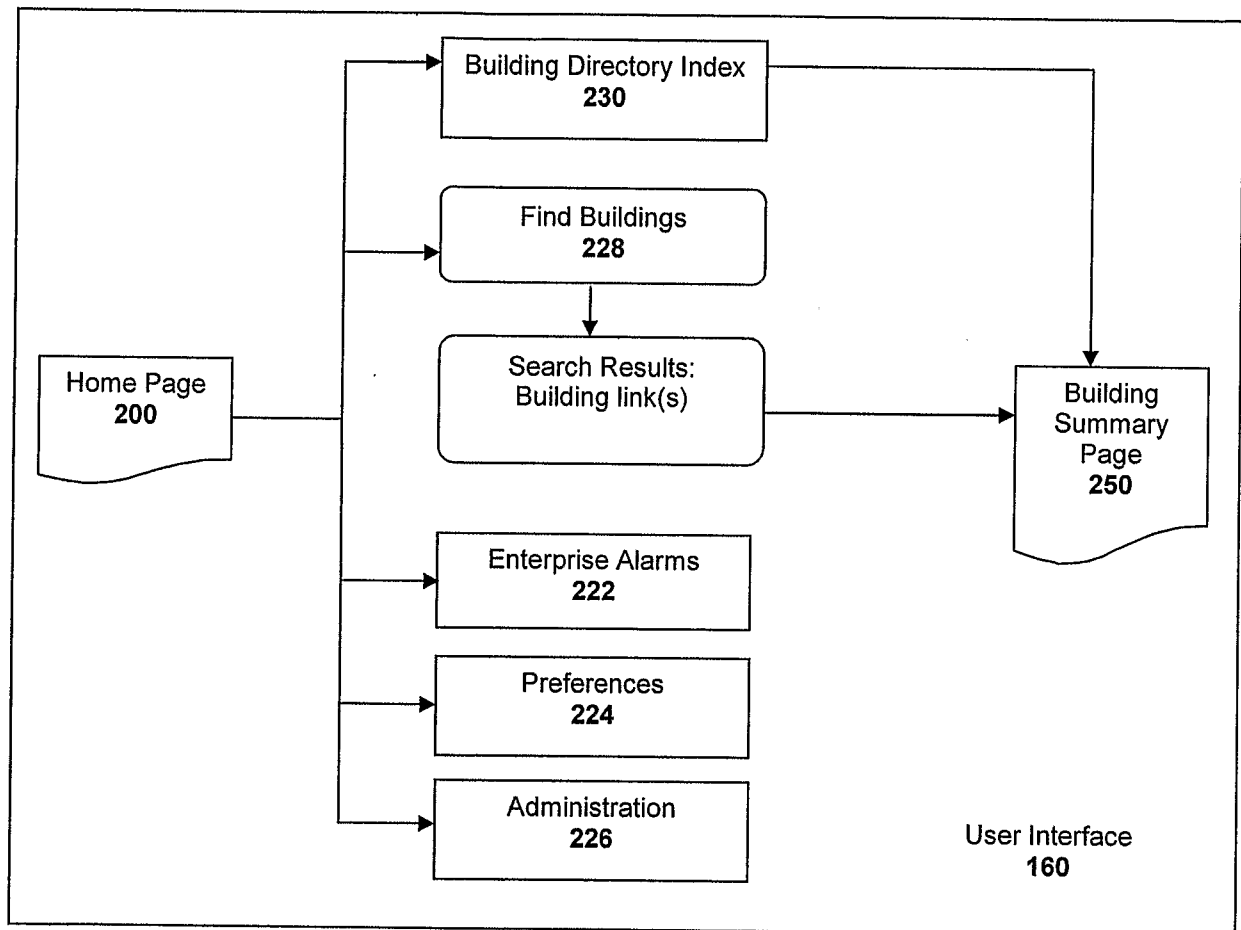 Building Directory Index
230
Find Buildings
228
Search Results:
Building link(s)
Home Page
200
Building
Summary
Page
250
Enterprise Alarms
222
Preferences
224
Administration
226
User Interface
160